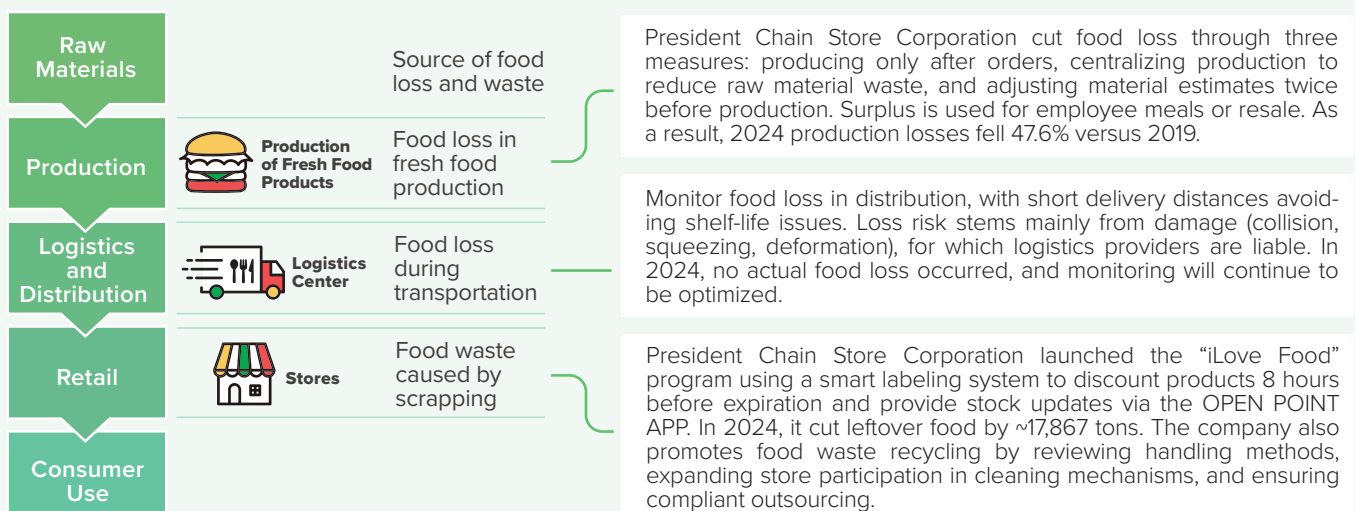 Raw
Materials
Source of food
loss and waste
President Chain Store Corporation cut food loss through three
measures: producing only after orders, centralizing production to
reduce raw material waste, and adjusting material estimates twice
before production. Surplus is used for employee meals or resale. As
a result, 2024 production losses fell 47.6% versus 2019.
Production
Production
of Fresh Food
Products
Food loss in
fresh food
production
Logistics
and
Distribution
Logistics
Center
Food loss
during
transportation
Monitor food loss in distribution, with short delivery distances avoid-
ing shelf-life issues. Loss risk stems mainly from damage (collision,
squeezing, deformation), for which logistics providers are liable. In
2024, no actual food loss occurred, and monitoring will continue to
be optimized.
Retail
Stores
Food waste
caused by
scrapping
President Chain Store Corporation launched the “iLove Food”
program using a smart labeling system to discount products 8 hours
before expiration and provide stock updates via the OPEN POINT
APP. In 2024, it cut leftover food by ~17,867 tons. The company also
promotes food waste recycling by reviewing handling methods,
expanding store participation in cleaning mechanisms, and ensuring
compliant outsourcing.
Consumer
Use